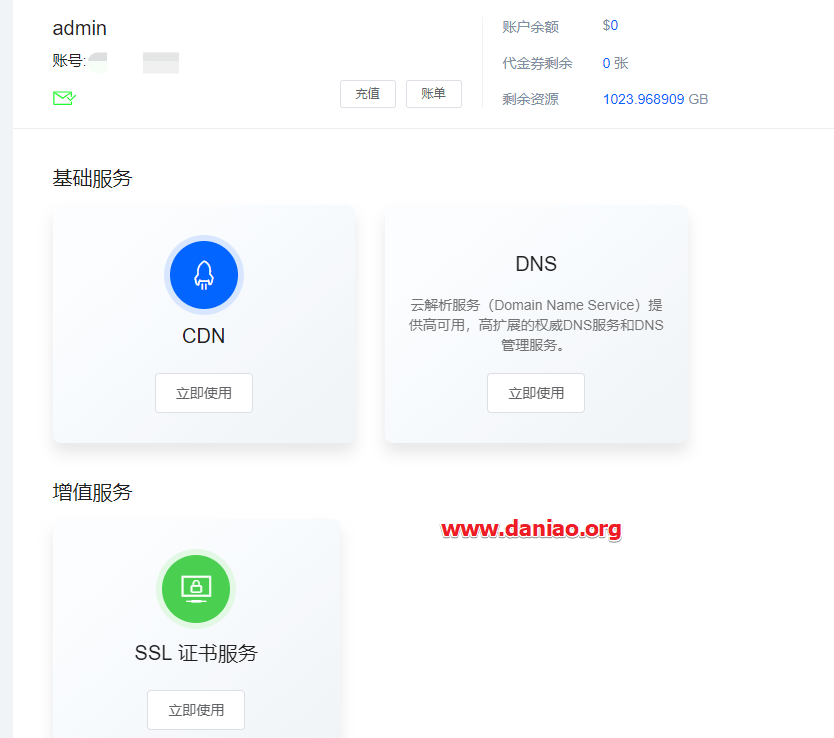 admin
账号:
充值
账单
账户余额 $0
代金券剩余 0 张
剩余资源 1023.968909 GB
基础服务
CDN
立即使用
DNS
云解析服务（Domain Name Service）提
供高可用，高扩展的权威DNS服务和DNS
管理服务。
立即使用
增值服务
www.daniao.org
SSL 证书服务
立即使用